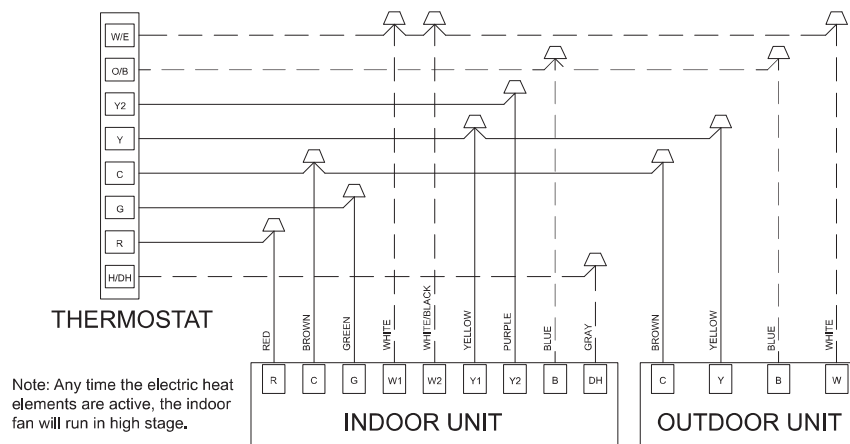 W/E
O/B
Y2
Y
C
G
R
H/DH
THERMOSTAT
RED
BROWN
GREEN
WHITE
WHITE/BLACK
YELLOW
PURPLE
BLUE
GRAY
BROWN
YELLOW
BLUE
WHITE
R C G W1 W2 Y1 Y2 B DH
C Y B W
Note: Any time the electric heat
elements are active, the indoor
fan will run in high stage.
INDOOR UNIT
OUTDOOR UNIT